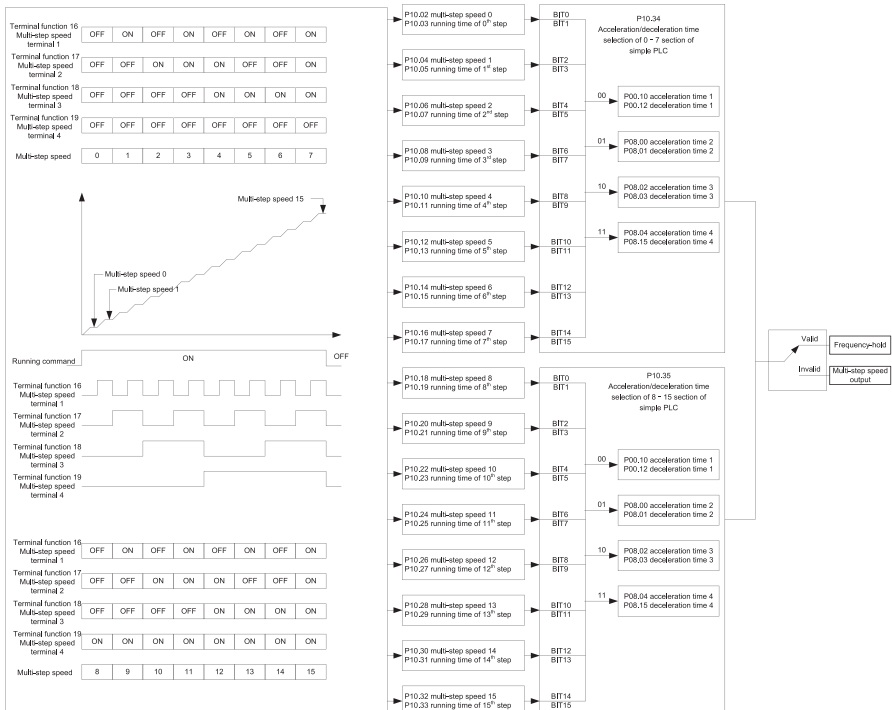 Terminal function 16
Multi-step speed
terminal 1
OFF ON OFF ON OFF ON OFF ON
Terminal function 17
Multi-step speed
terminal 2
OFF OFF ON ON OFF OFF ON ON
Terminal function 18
Multi-step speed
terminal 3
OFF OFF OFF OFF ON ON ON ON
Terminal function 19
Multi-step speed
terminal 4
OFF OFF OFF OFF OFF OFF OFF OFF
Multi-step speed 0 1 2 3 4 5 6 7
Multi-step speed 15
Multi-step speed 0
Multi-step speed 1
Running command
ON
OFF
Terminal function 16
Multi-step speed
terminal 1
Terminal function 17
Multi-step speed
terminal 2
Terminal function 18
Multi-step speed
terminal 3
Terminal function 19
Multi-step speed
terminal 4
Terminal function 16
Multi-step speed
terminal 1
OFF ON OFF ON OFF ON OFF ON
Terminal function 17
Multi-step speed
terminal 2
OFF OFF ON ON OFF OFF ON ON
Terminal function 18
Multi-step speed
terminal 3
OFF OFF OFF OFF ON ON ON ON
Terminal function 19
Multi-step speed
terminal 4
ON ON ON ON ON ON ON ON
Multi-step speed 8 9 10 11 12 13 14 15
P10.02 multi-step speed 0
P10.03 running time of 0th step
P10.04 multi-step speed 1
P10.05 running time of 1st step
P10.06 multi-step speed 2
P10.07 running time of 2nd step
P10.08 multi-step speed 3
P10.09 running time of 3rd step
P10.10 multi-step speed 4
P10.11 running time of 4th step
P10.12 multi-step speed 5
P10.13 running time of 5th step
P10.14 multi-step speed 6
P10.15 running time of 6th step
P10.16 multi-step speed 7
P10.17 running time of 7th step
P10.18 multi-step speed 8
P10.19 running time of 8th step
P10.20 multi-step speed 9
P10.21 running time of 9th step
P10.22 multi-step speed 10
P10.23 running time of 10th step
P10.24 multi-step speed 11
P10.25 running time of 11th step
P10.26 multi-step speed 12
P10.27 running time of 12th step
P10.28 multi-step speed 13
P10.29 running time of 13th step
P10.30 multi-step speed 14
P10.31 running time of 14th step
P10.32 multi-step speed 15
P10.33 running time of 15th step
BIT0
BIT1
BIT2
BIT3
BIT4
BIT5
BIT6
BIT7
BIT8
BIT9
BIT10
BIT11
BIT12
BIT13
BIT14
BIT15
P10.34
Acceleration/deceleration time
selection of 0 - 7 section of
simple PLC
00
P00.10 acceleration time 1
P00.12 deceleration time 1
01
P08.00 acceleration time 2
P08.01 deceleration time 2
10
P08.02 acceleration time 3
P08.03 deceleration time 3
11
P08.04 acceleration time 4
P08.15 deceleration time 4
BIT0
BIT1
BIT2
BIT3
BIT4
BIT5
BIT6
BIT7
BIT8
BIT9
BIT10
BIT11
BIT12
BIT13
BIT14
BIT15
P10.35
Acceleration/deceleration time
selection of 8 - 15 section of
simple PLC
00
P00.10 acceleration time 1
P00.12 deceleration time 1
01
P08.00 acceleration time 2
P08.01 deceleration time 2
10
P08.02 acceleration time 3
P08.03 deceleration time 3
11
P08.04 acceleration time 4
P08.15 deceleration time 4
Valid
Frequency-hold
Invalid
Multi-step speed
output